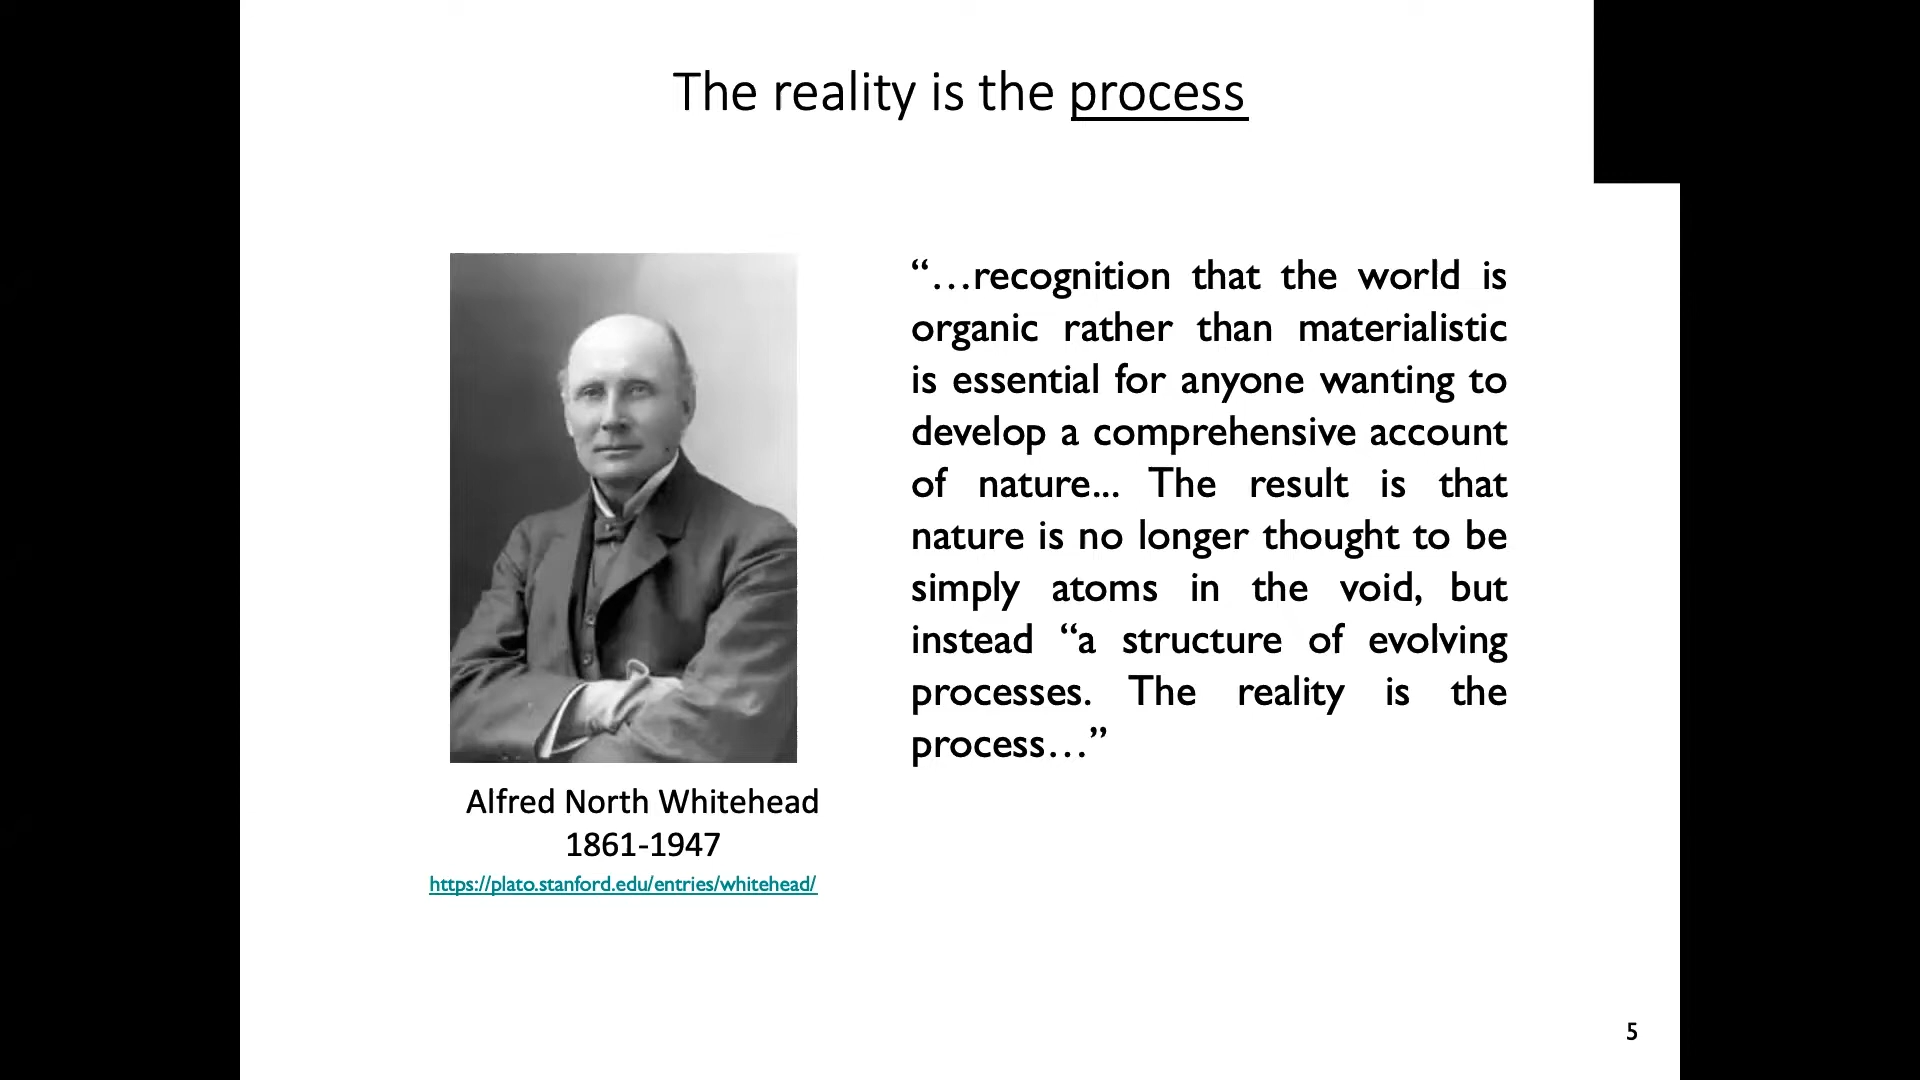 The reality is the process
“…recognition that the world is
organic rather than materialistic
is essential for anyone wanting to
develop a comprehensive account
of nature... The result is that
nature is no longer thought to be
simply atoms in the void, but
instead “a structure of evolving
processes. The reality is the
process…”
Alfred North Whitehead
1861-1947
https://plato.stanford.edu/entries/whitehead/
5